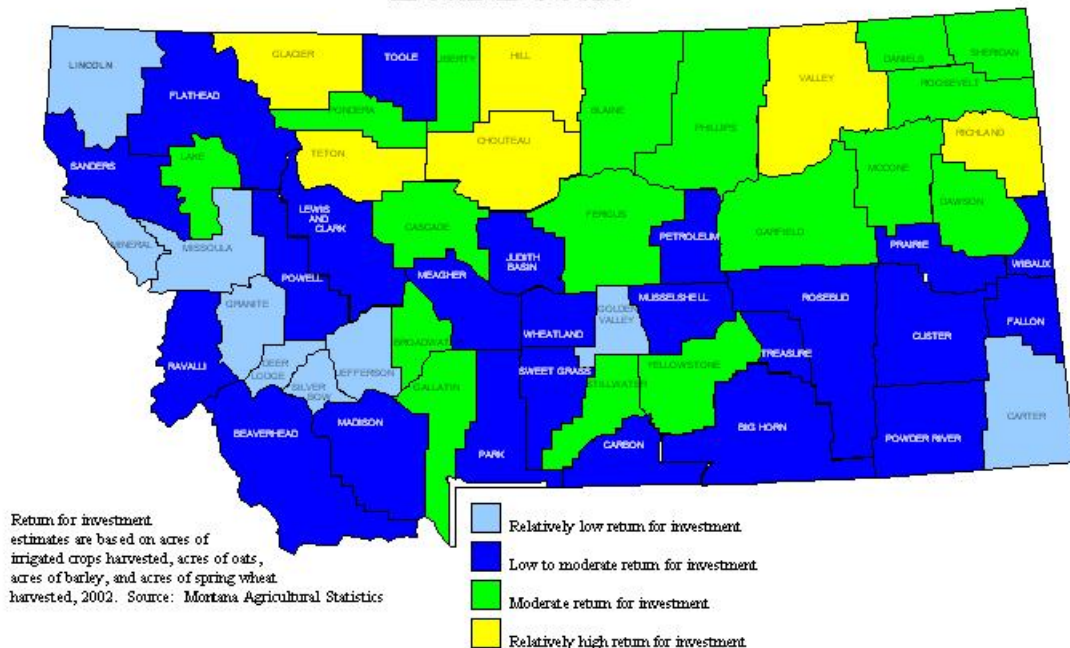 LINCOLN
FLATHEAD
GLACIER
TOOLE
LIBERTY
HILL
BLAINE
PHILLIPS
VALLEY
DANIELS
SHERIDAN
ROOSEVELT
PONDERA
TETON
CHOUTEAU
RICHLAND
SANDERS
LAKE
MCCONE
DAWSON
MINERAL
MISSOULA
LEWIS
AND
CLARK
CASCADE
FERGUS
PETROLEUM
GARFIELD
PRAIRIE
WIBAUX
POWELL
MEAGHER
JUDITH
BASIN
GRANITE
GOLDEN
VALLEY
MUSSELSHELL
ROSEBUD
WHEATLAND
CUSTER
FALLON
RAVALLI
DEER
LODGE
SILVER
BOW
JEFFERSON
BROADWATER
GALLATIN
SWEET GRASS
STILLWATER
YELLOWSTONE
TREASURE
CARTER
BEAVERHEAD
MADISON
PARK
CARBON
BIG HORN
POWDER RIVER
Return for investment
estimates are based on acres of
irrigated crops harvested, acres of oats,
acres of barley, and acres of spring wheat
harvested, 2002. Source: Montana Agricultural Statistics
Relatively low return for investment
Low to moderate return for investment
Moderate return for investment
Relatively high return for investment